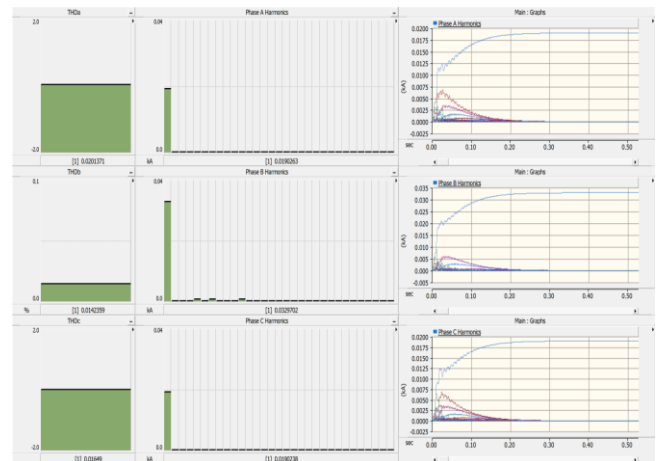 THDa
Phase A Harmonics
Main : Graphs
2.0
-2.0
[1] 0.0201371
0.04
0.0
kA
[1] 0.0190263
Phase A Harmonics
(kA)
0.0200
0.0175
0.0150
0.0125
0.0100
0.0075
0.0050
0.0025
0.0000
-0.0025
sec
0.00 0.10 0.20 0.30 0.40 0.50
THDb
Phase B Harmonics
Main : Graphs
0.1
0.0
%
[1] 0.0142359
0.04
0.0
kA
[1] 0.0329702
Phase B Harmonics
(kA)
0.035
0.030
0.025
0.020
0.015
0.010
0.005
0.000
-0.005
sec
0.00 0.10 0.20 0.30 0.40 0.50
THDc
Phase C Harmonics
Main : Graphs
2.0
-2.0
[1] 0.01649
0.04
0.0
kA
[1] 0.0190238
Phase C Harmonics
(kA)
0.0200
0.0175
0.0150
0.0125
0.0100
0.0075
0.0050
0.0025
0.0000
-0.0025
sec
0.00 0.10 0.20 0.30 0.40 0.50